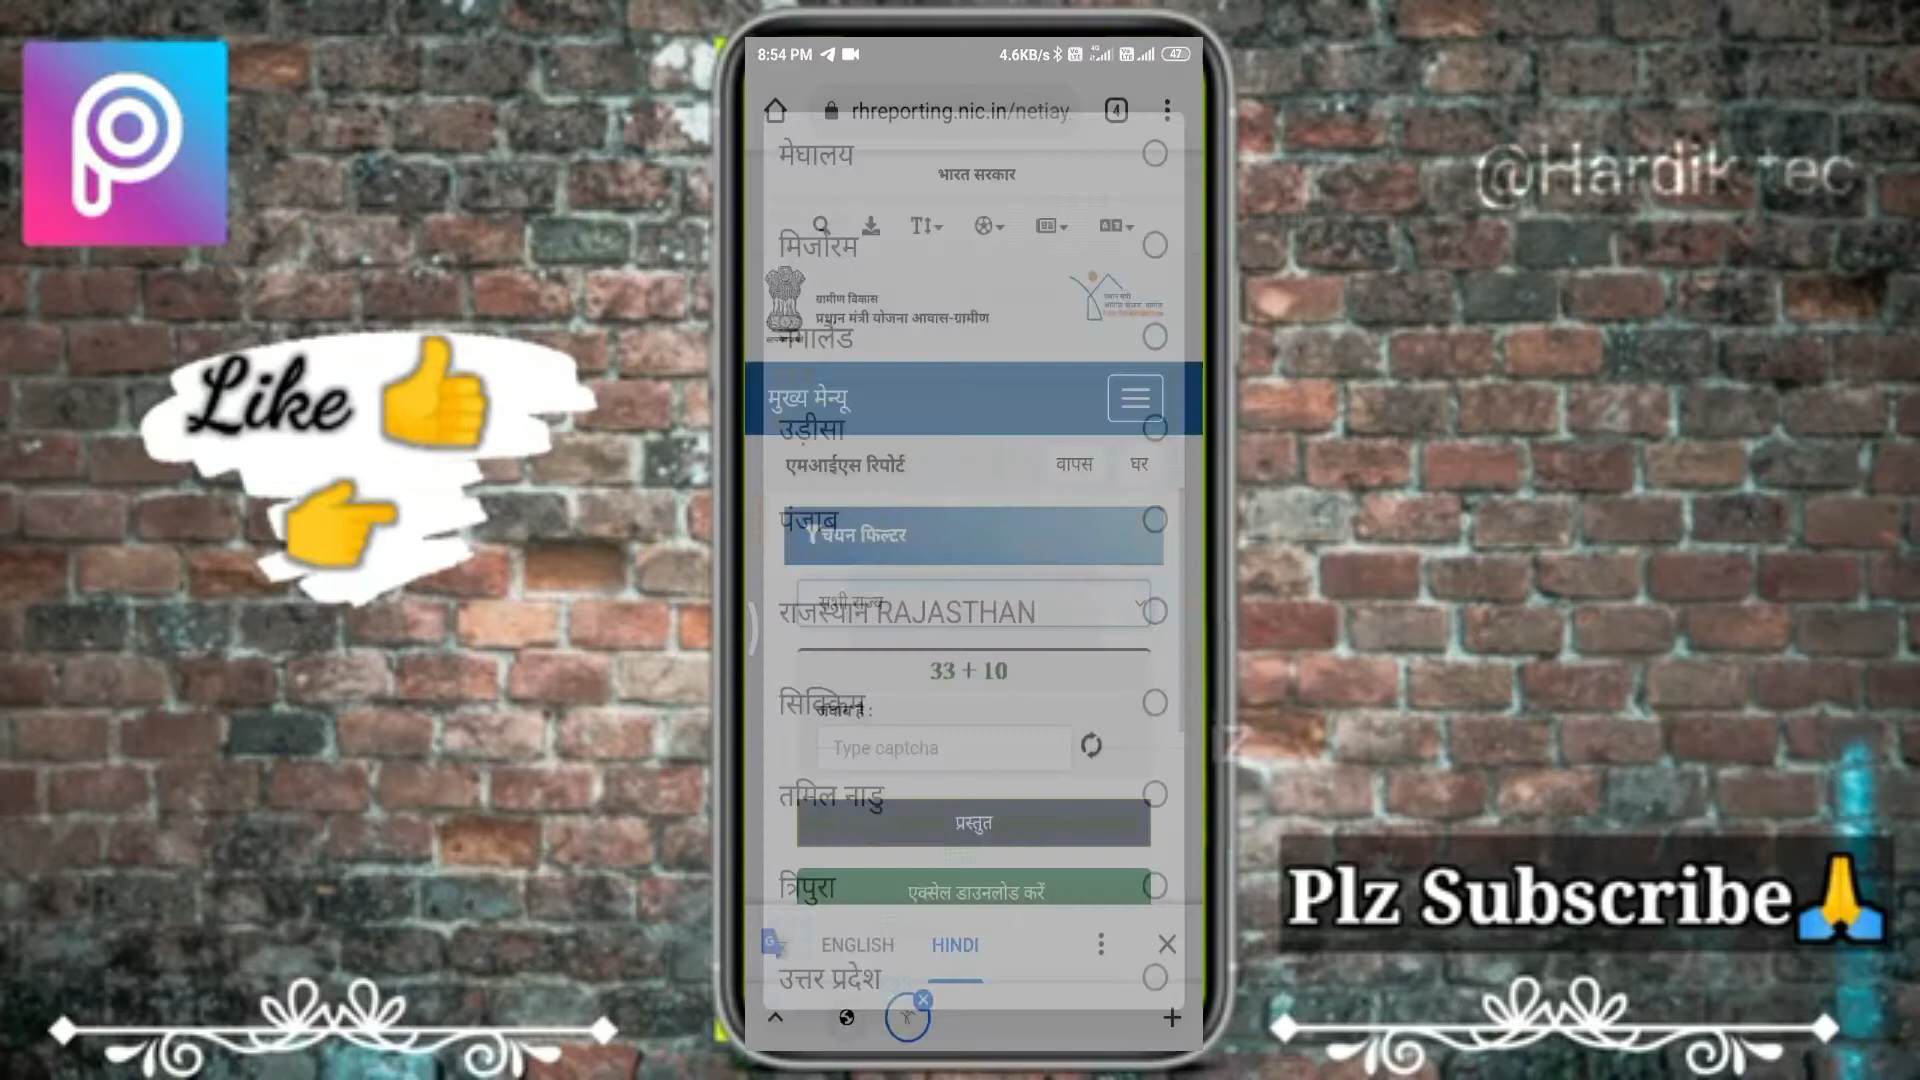 8:54 PM
4.6KB/s
47
rhreporting.nic.in/netiay
4
मेघालय
भारत सरकार
मिजोरम
ग्रामीण विकास
प्रधान मंत्री योजना आवास-ग्रामीण
मुख्य मेन्यू
उड़ीसा
एमआईएस रिपोर्ट
वापस
घर
पंजाब
चयन फिल्टर
राजस्थान RAJASTHAN
33 + 10
Type captcha
तमिल नाडु
प्रस्तुत
त्रिपुरा
एक्सेल डाउनलोड करें
ENGLISH
HINDI
उत्तर प्रदेश
Like
@Hardik tec
Plz Subscribe